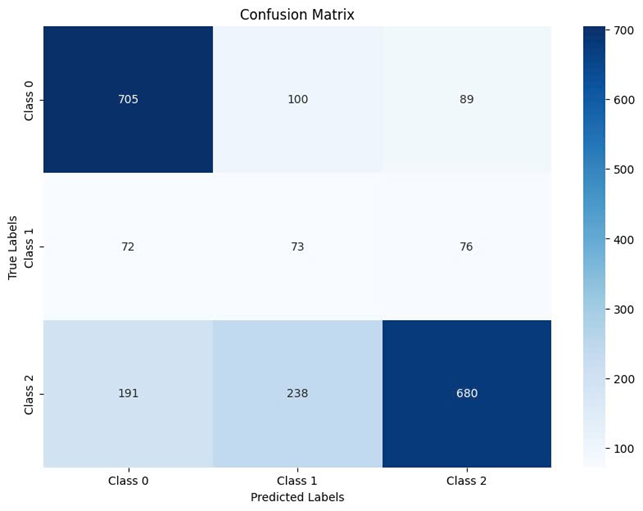 Confusion Matrix
Class 0
705 100 89
Class 1
72 73 76
Class 2
191 238 680
True Labels
Class 0 Class 1 Class 2
Predicted Labels
700
600
500
400
300
200
100